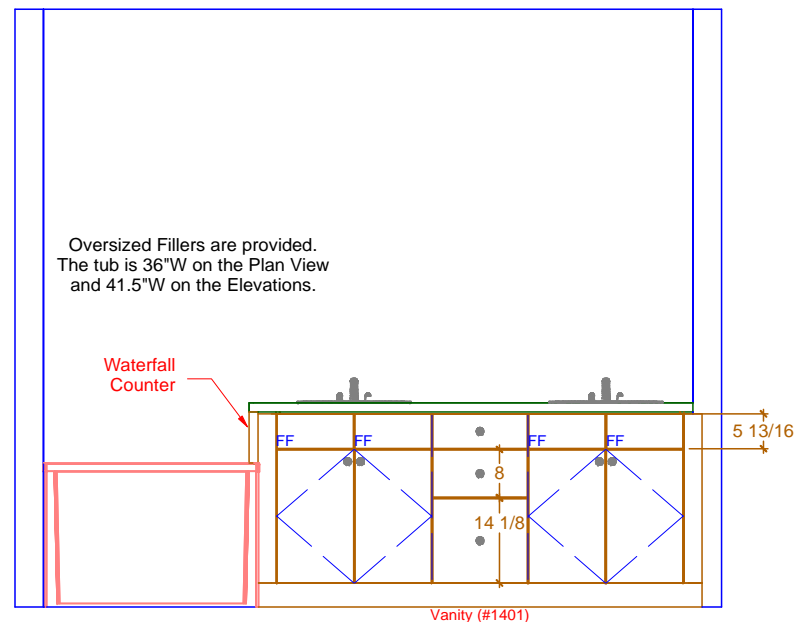 Oversized Fillers are provided.
The tub is 36"W on the Plan View
and 41.5"W on the Elevations.
Waterfall
Counter
5 13/16
FF FF FF FF
8
14 1/8
Vanity (#1401)